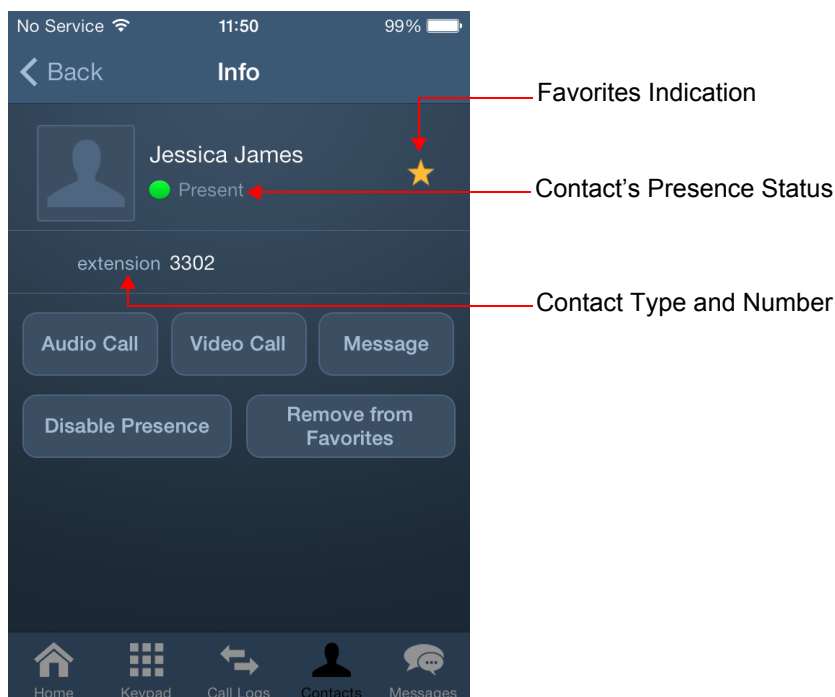 No Service 11:50 99%
Back Info
Favorites Indication
Jessica James
Present
Contact's Presence Status
extension 3302
Contact Type and Number
Audio Call Video Call Message
Disable Presence Remove from
Favorites
Home Keypad Call Logs Contacts Messages